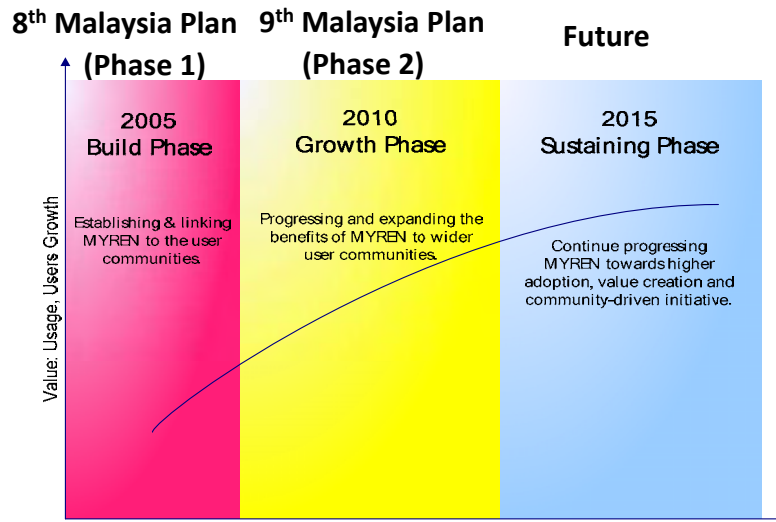 8th Malaysia Plan
(Phase 1)
9th Malaysia Plan
(Phase 2)
Future
2005
Build Phase
Establishing & linking
MYREN to the user
communities.
2010
Growth Phase
Progressing and expanding the
benefits of MYREN to wider
user communities.
2015
Sustaining Phase
Continue progressing
MYREN towards higher
adoption, value creation and
community-driven initiative.
Value: Usage, Users Growth